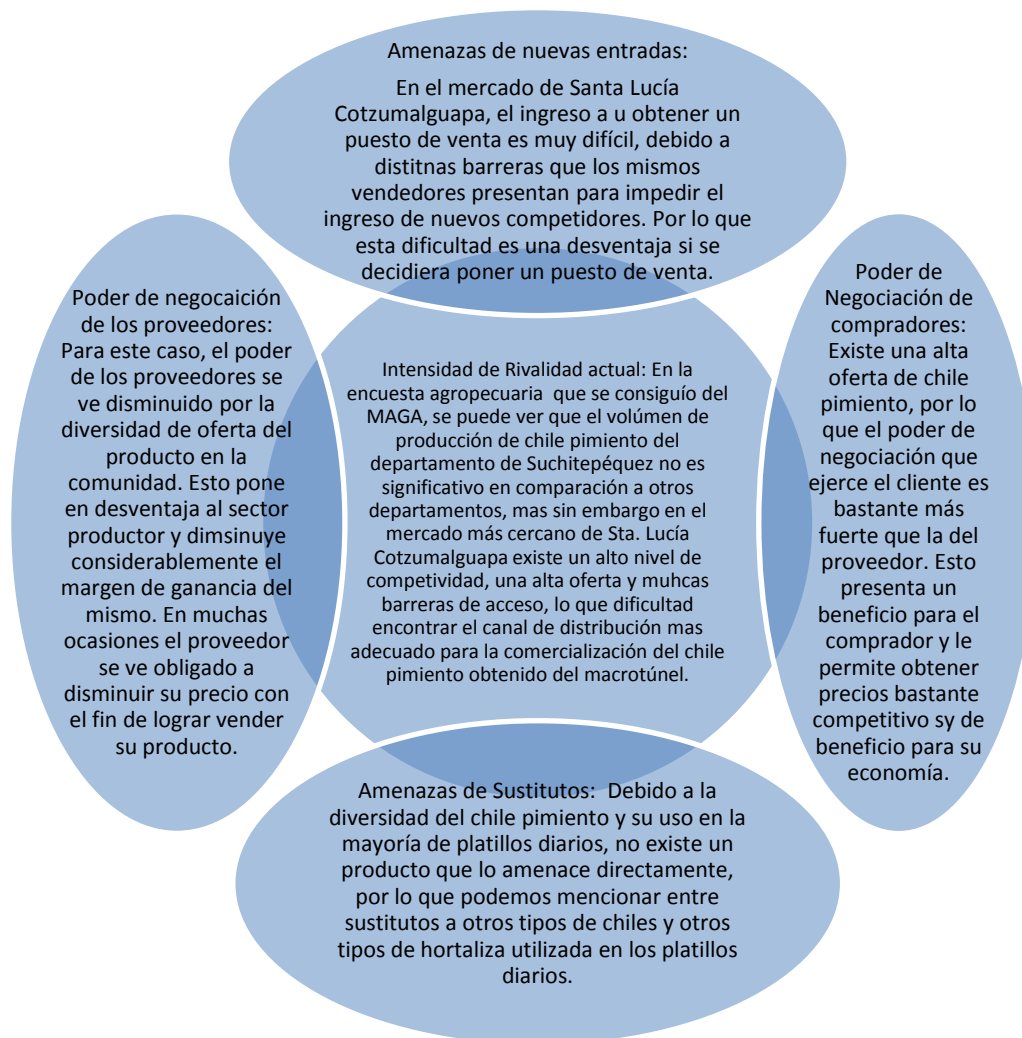 Amenazas de nuevas entradas:
En el mercado de Santa Lucía
Cotzumalguapa, el ingreso a u obtener un
puesto de venta es muy difícil, debido a
distitnas barreras que los mismos
vendedores presentan para impedir el
ingreso de nuevos competidores. Por lo que
esta dificultad es una desventaja si se
decidiera poner un puesto de venta.
Poder de negocaición
de los proveedores:
Para este caso, el poder
de los proveedores se
ve disminuido por la
diversidad de oferta del
producto en la
comunidad. Esto pone
en desventaja al sector
productor y dimsinuye
considerablemente el
margen de ganancia del
mismo. En muchas
ocasiones el proveedor
se ve obligado a
disminuir su precio con
el fin de lograr vender
su producto.
Intensidad de Rivalidad actual: En la
encuesta agropecuaria que se consiguío del
MAGA, se puede ver que el volúmen de
producción de chile pimiento del
departamento de Suchitepéquez no es
significativo en comparación a otros
departamentos, mas sin embargo en el
mercado más cercano de Sta. Lucía
Cotzumalguapa existe un alto nivel de
competividad, una alta oferta y muhcas
barreras de acceso, lo que dificultad
encontrar el canal de distribución mas
adecuado para la comercialización del chile
pimiento obtenido del macrotúnel.
Poder de
Negociación de
compradores:
Existe una alta
oferta de chile
pimiento, por lo
que el poder de
negociación que
ejerce el cliente es
bastante más
fuerte que la del
proveedor. Esto
presenta un
beneficio para el
comprador y le
permite obtener
precios bastante
competitivo sy de
beneficio para su
economía.
Amenazas de Sustitutos: Debido a la
diversidad del chile pimiento y su uso en la
mayoría de platillos diarios, no existe un
producto que lo amenace directamente,
por lo que podemos mencionar entre
sustitutos a otros tipos de chiles y otros
tipos de hortaliza utilizada en los platillos
diarios.